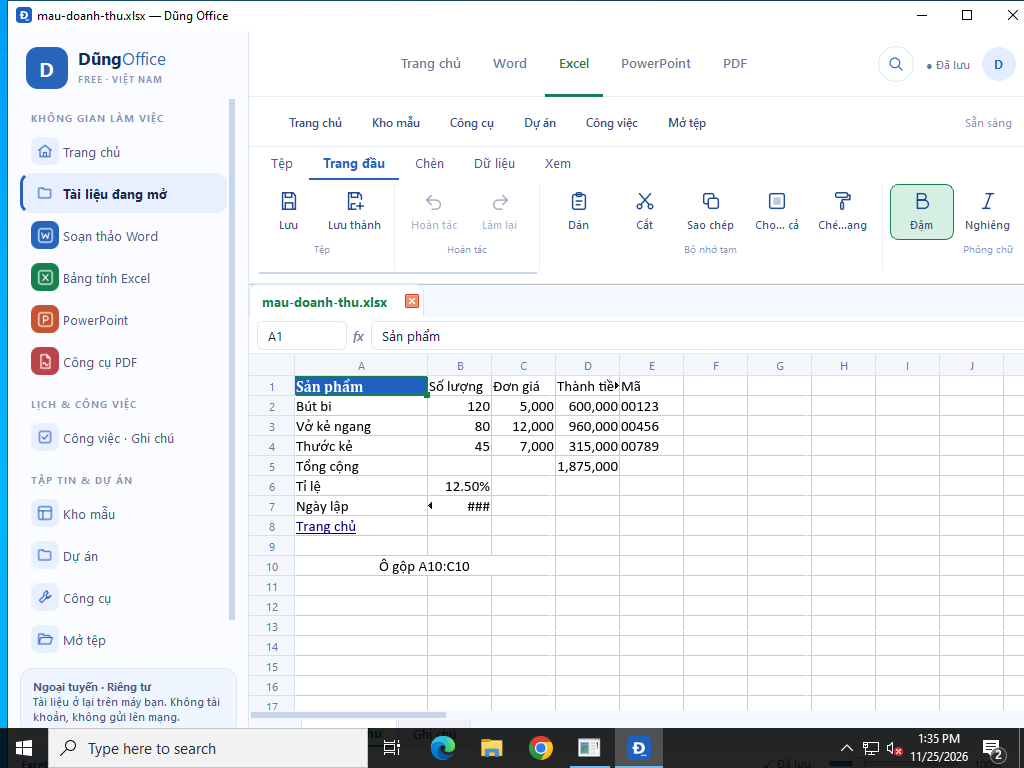 mau-doanh-thu.xlsx — Dũng Office
D
DũngOffice
FREE · VIỆT NAM
Trang chủ Word Excel PowerPoint PDF
Đã lưu D
KHÔNG GIAN LÀM VIỆC
Trang chủ
Tài liệu đang mở
Soạn thảo Word
Bảng tính Excel
PowerPoint
Công cụ PDF
LỊCH & CÔNG VIỆC
Công việc · Ghi chú
TẬP TIN & DỰ ÁN
Kho mẫu
Dự án
Công cụ
Mở tệp
Ngoại tuyến · Riêng tư
Tài liệu ở lại trên máy bạn. Không tài
khoản, không gửi lên mạng.
Trang chủ Kho mẫu Công cụ Dự án Công việc Mở tệp Sẵn sàng
Tệp Trang đầu Chèn Dữ liệu Xem
Lưu Lưu thành Hoàn tác Làm lại Dán Cắt Sao chép Chọ... cả Ché...ạng Đậm Nghiêng
Tệp Hoàn tác Bộ nhớ tạm Phông chữ
mau-doanh-thu.xlsx
A1 fx Sản phẩm
A B C D E F G H I J
1 Sản phẩm Số lượng Đơn giá Thành tiề Mã
2 Bút bi 120 5,000 600,000 00123
3 Vở kẻ ngang 80 12,000 960,000 00456
4 Thước kẻ 45 7,000 315,000 00789
5 Tổng cộng 1,875,000
6 Tỉ lệ 12.50%
7 Ngày lập ###
8 Trang chủ
9
10 Ô gộp A10:C10
11
12
13
14
15
16
17
Type here to search
1:35 PM
11/25/2026
2